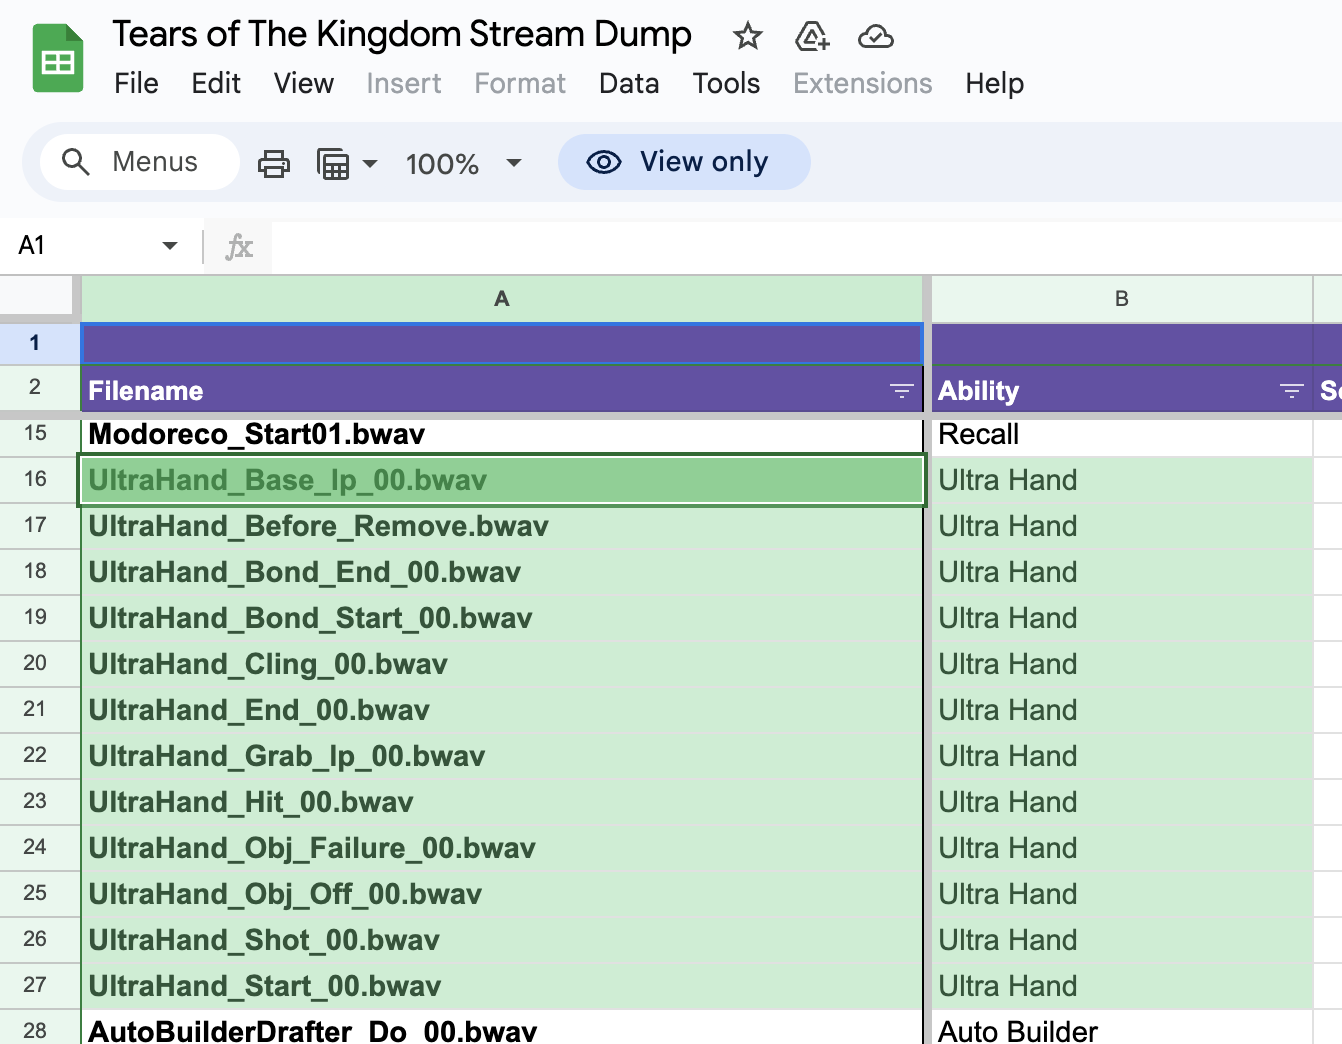 Tears of The Kingdom Stream Dump
File Edit View Insert Format Data Tools Extensions Help
Menus 100% View only
A1 fx
A B
1
2 Filename Ability
15 Modoreco_Start01.bwav Recall
16 UltraHand_Base_lp_00.bwav Ultra Hand
17 UltraHand_Before_Remove.bwav Ultra Hand
18 UltraHand_Bond_End_00.bwav Ultra Hand
19 UltraHand_Bond_Start_00.bwav Ultra Hand
20 UltraHand_Cling_00.bwav Ultra Hand
21 UltraHand_End_00.bwav Ultra Hand
22 UltraHand_Grab_lp_00.bwav Ultra Hand
23 UltraHand_Hit_00.bwav Ultra Hand
24 UltraHand_Obj_Failure_00.bwav Ultra Hand
25 UltraHand_Obj_Off_00.bwav Ultra Hand
26 UltraHand_Shot_00.bwav Ultra Hand
27 UltraHand_Start_00.bwav Ultra Hand
28 AutoBuilderDrafter_Do_00.bwav Auto Builder